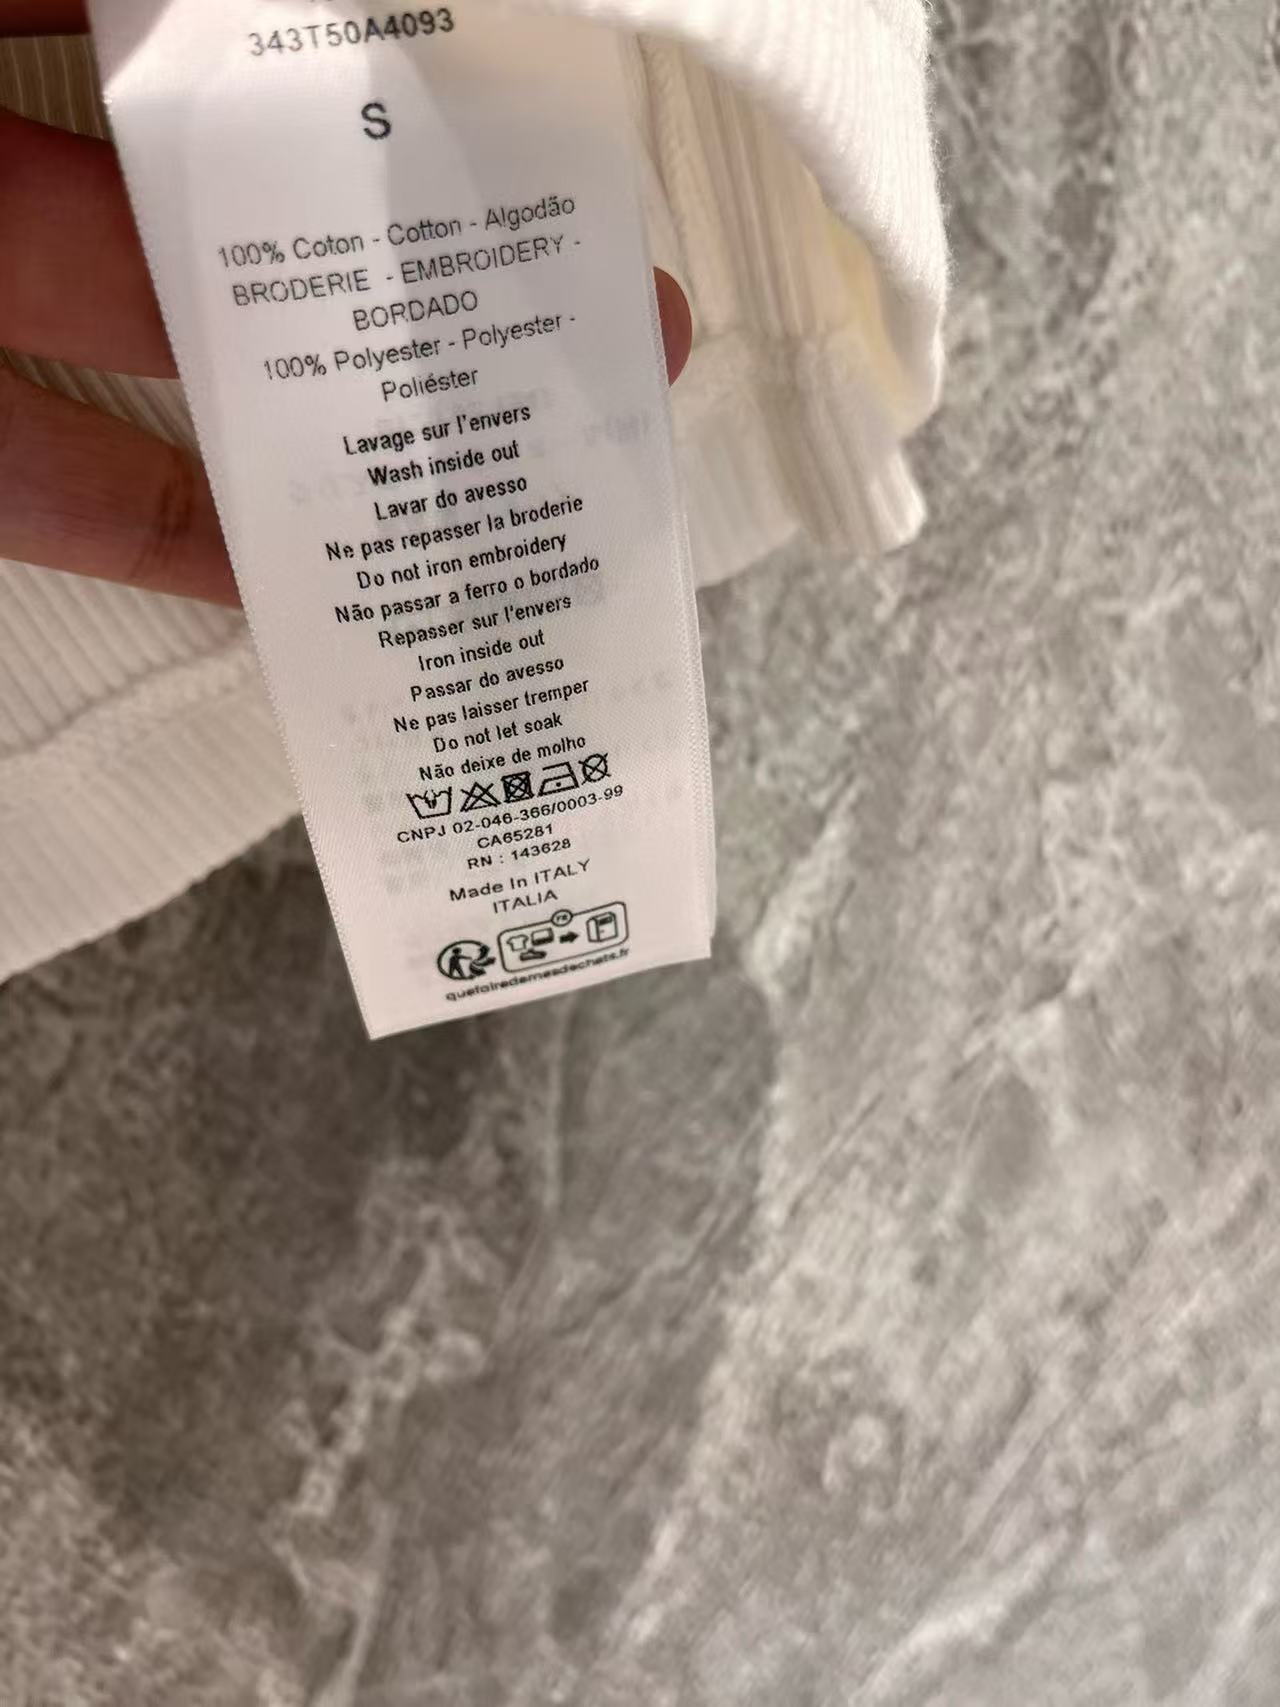 343T50A4093
S
100% Coton - Cotton - Algodão
BRODERIE - EMBROIDERY -
BORDADO
100% Polyester - Polyester -
Poliéster
Lavage sur l'envers
Wash inside out
Lavar do avesso
Ne pas repasser la broderie
Do not iron embroidery
Não passar a ferro o bordado
Repasser sur l'envers
Iron inside out
Passar do avesso
Ne pas laisser tremper
Do not let soak
Não deixe de molho
CNPJ 02-046-366/0003-99
CA65281
RN : 143628
Made In ITALY
ITALIA
FR
quefairedemesdechets.fr